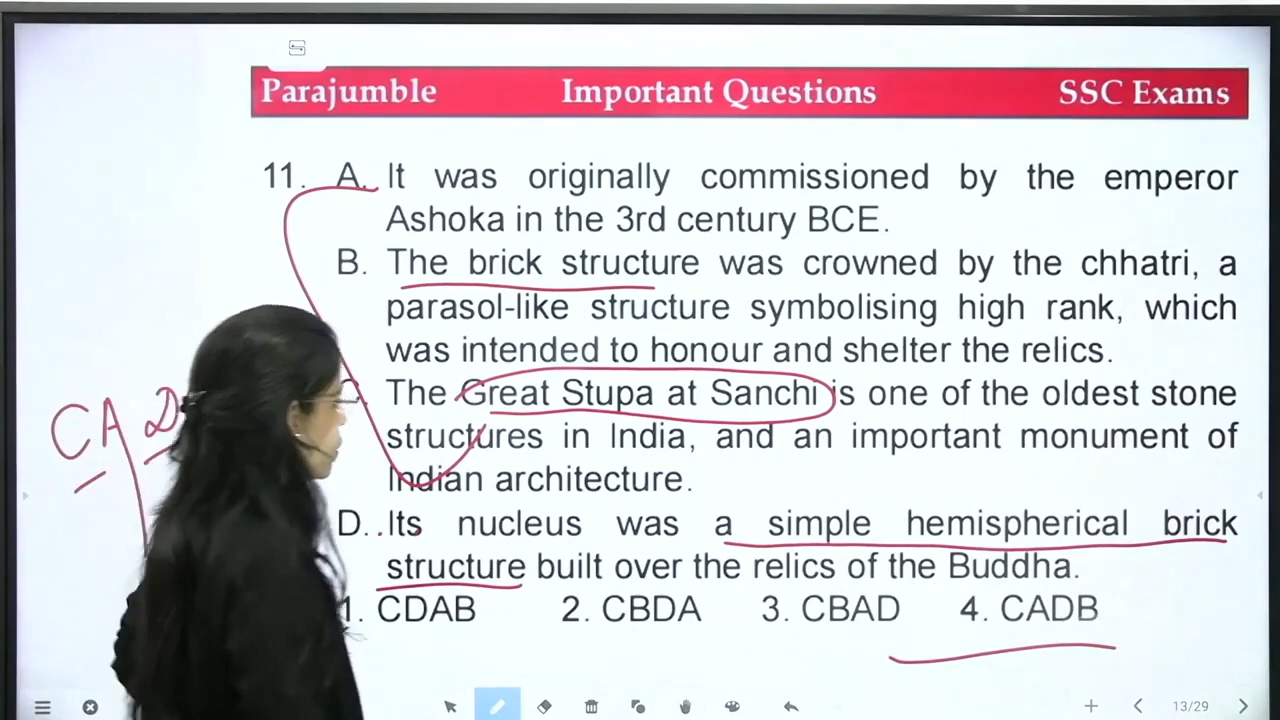 Parajumble Important Questions SSC Exams
11. A. It was originally commissioned by the emperor
Ashoka in the 3rd century BCE.
B. The brick structure was crowned by the chhatri, a
parasol-like structure symbolising high rank, which
was intended to honour and shelter the relics.
The Great Stupa at Sanchi is one of the oldest stone
structures in India, and an important monument of
Indian architecture.
D. Its nucleus was a simple hemispherical brick
structure built over the relics of the Buddha.
1. CDAB 2. CBDA 3. CBAD 4. CADB
CAD
13/29